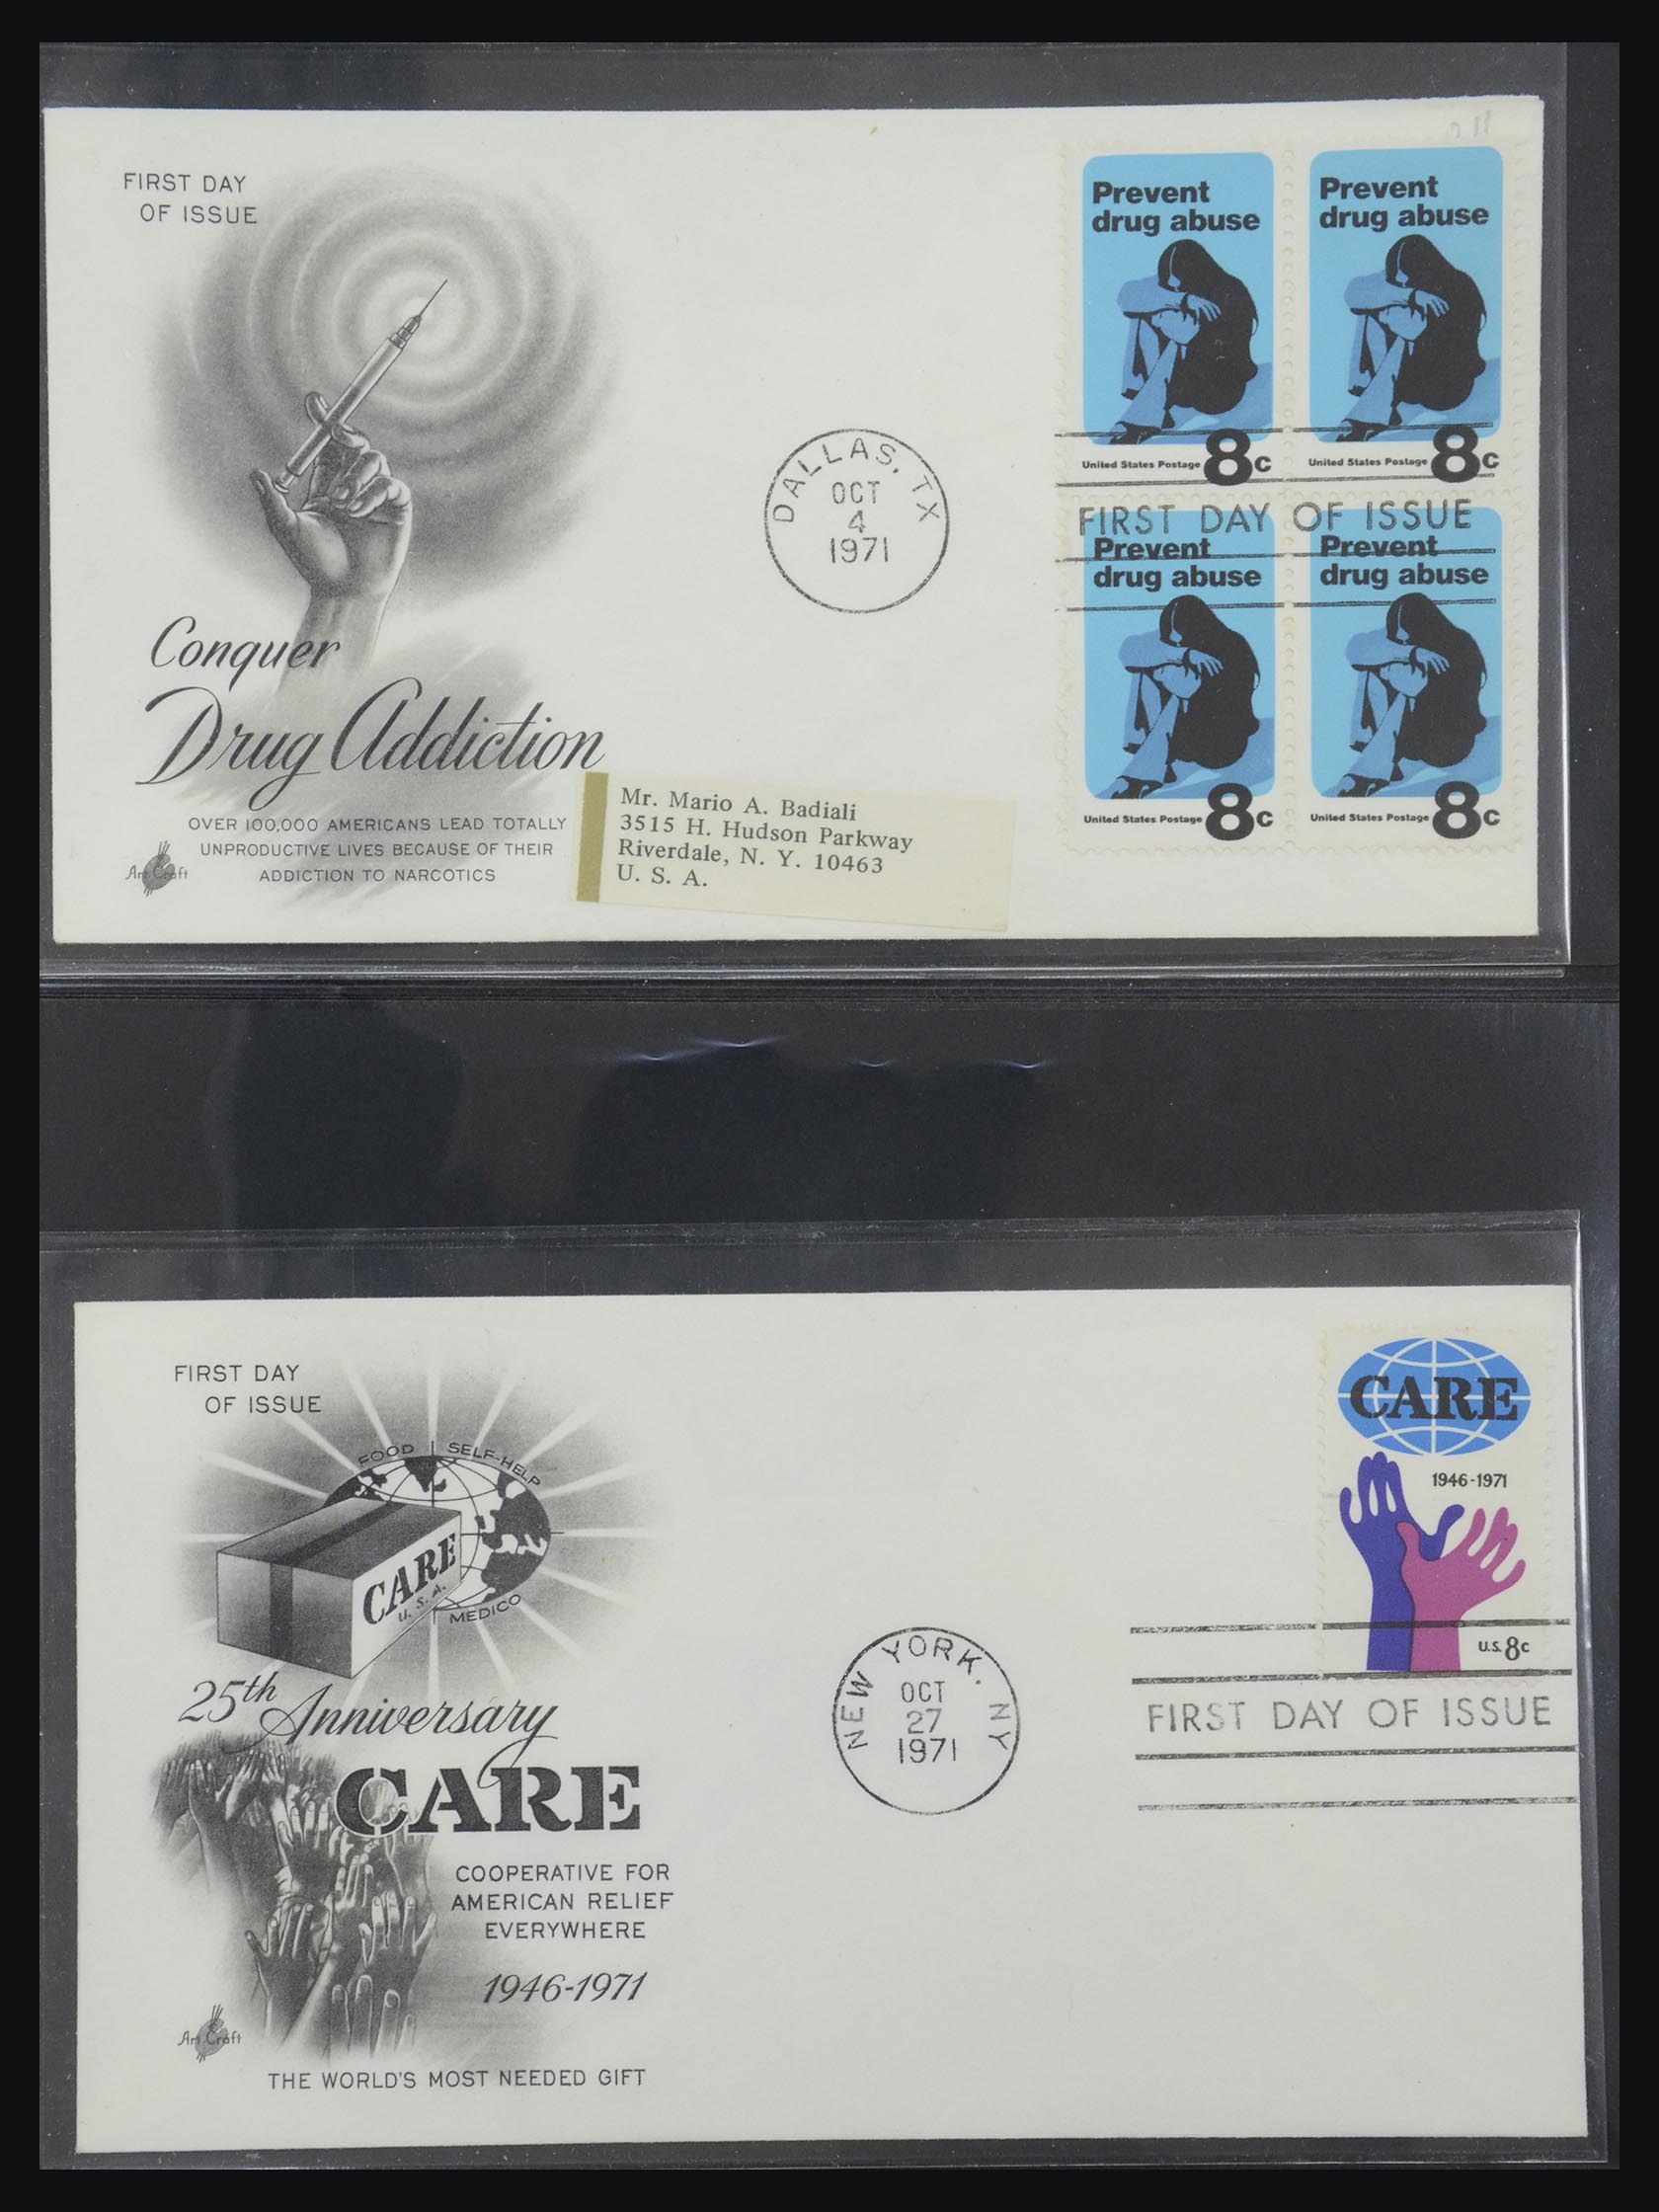 FIRST DAY
OF ISSUE
Conquer
Drug Addiction
OVER 100,000 AMERICANS LEAD TOTALLY
UNPRODUCTIVE LIVES BECAUSE OF THEIR
ADDICTION TO NARCOTICS
Art Craft
Mr. Mario A. Badiali
3515 H. Hudson Parkway
Riverdale, N. Y. 10463
U. S. A.
DALLAS, TX
OCT
4
1971
Prevent
drug abuse
United States Postage 8c
Prevent
drug abuse
United States Postage 8c
FIRST DAY OF ISSUE
Prevent
drug abuse
United States Postage 8c
Prevent
drug abuse
United States Postage 8c
FIRST DAY
OF ISSUE
FOOD SELF-HELP
CARE
U. S. A.
MEDICO
25th Anniversary
CARE
COOPERATIVE FOR
AMERICAN RELIEF
EVERYWHERE
1946-1971
Art Craft
THE WORLD'S MOST NEEDED GIFT
NEW YORK, NY
OCT
27
1971
CARE
1946-1971
U.S. 8c
FIRST DAY OF ISSUE